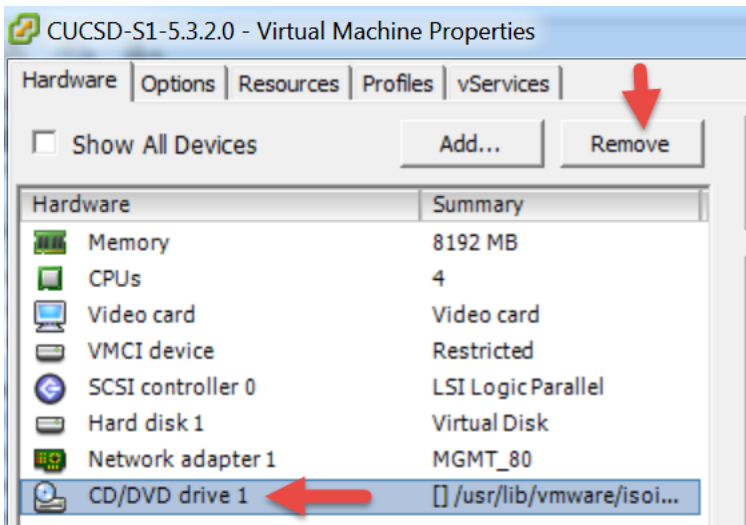 CUCSD-S1-5.3.2.0 - Virtual Machine Properties
Hardware Options Resources Profiles vServices
Show All Devices Add... Remove
Hardware Summary
Memory 8192 MB
CPUs 4
Video card Video card
VMCI device Restricted
SCSI controller 0 LSI Logic Parallel
Hard disk 1 Virtual Disk
Network adapter 1 MGMT_80
CD/DVD drive 1 [] /usr/lib/vmware/isoi...